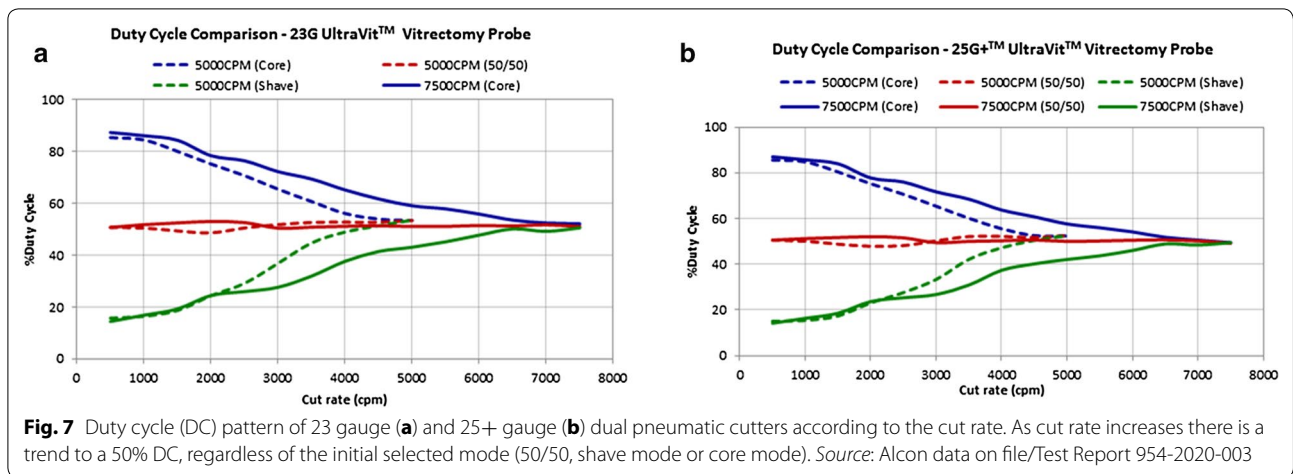 a
Duty Cycle Comparison - 23G UltraVit™ Vitrectomy Probe
5000CPM (Core)
5000CPM (50/50)
5000CPM (Shave)
7500CPM (Core)
100
80
60
40
20
0
%Duty Cycle
0 1000 2000 3000 4000 5000 6000 7000 8000
Cut rate (cpm)
b
Duty Cycle Comparison - 25G+™ UltraVit™ Vitrectomy Probe
5000CPM (Core) 5000CPM (50/50) 5000CPM (Shave)
7500CPM (Core) 7500CPM (50/50) 7500CPM (Shave)
100
80
60
40
20
0
%Duty Cycle
0 1000 2000 3000 4000 5000 6000 7000 8000
Cut rate (cpm)
Fig. 7 Duty cycle (DC) pattern of 23 gauge (a) and 25+ gauge (b) dual pneumatic cutters according to the cut rate. As cut rate increases there is a
trend to a 50% DC, regardless of the initial selected mode (50/50, shave mode or core mode). Source: Alcon data on file/Test Report 954-2020-003